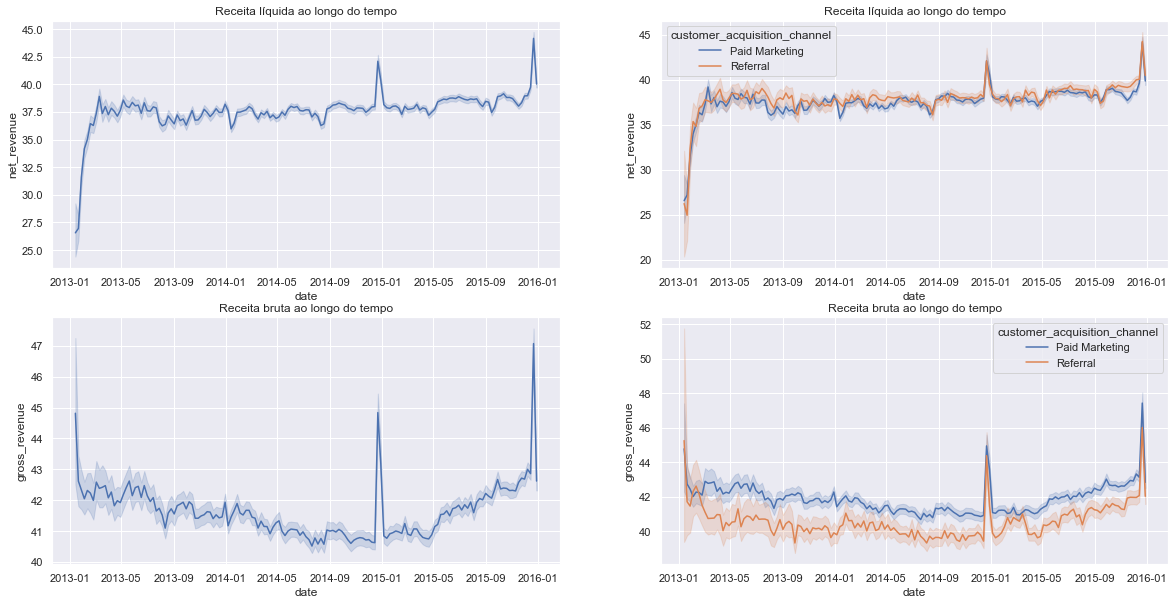 Receita líquida ao longo do tempo
net_revenue
45.0
42.5
40.0
37.5
35.0
32.5
30.0
27.5
25.0
2013-01 2013-05 2013-09 2014-01 2014-05 2014-09 2015-01 2015-05 2015-09 2016-01
date
Receita líquida ao longo do tempo
customer_acquisition_channel
Paid Marketing
Referral
net_revenue
45
40
35
30
25
20
2013-01 2013-05 2013-09 2014-01 2014-05 2014-09 2015-01 2015-05 2015-09 2016-01
date
Receita bruta ao longo do tempo
gross_revenue
47
46
45
44
43
42
41
40
2013-01 2013-05 2013-09 2014-01 2014-05 2014-09 2015-01 2015-05 2015-09 2016-01
date
Receita bruta ao longo do tempo
customer_acquisition_channel
Paid Marketing
Referral
gross_revenue
52
50
48
46
44
42
40
2013-01 2013-05 2013-09 2014-01 2014-05 2014-09 2015-01 2015-05 2015-09 2016-01
date